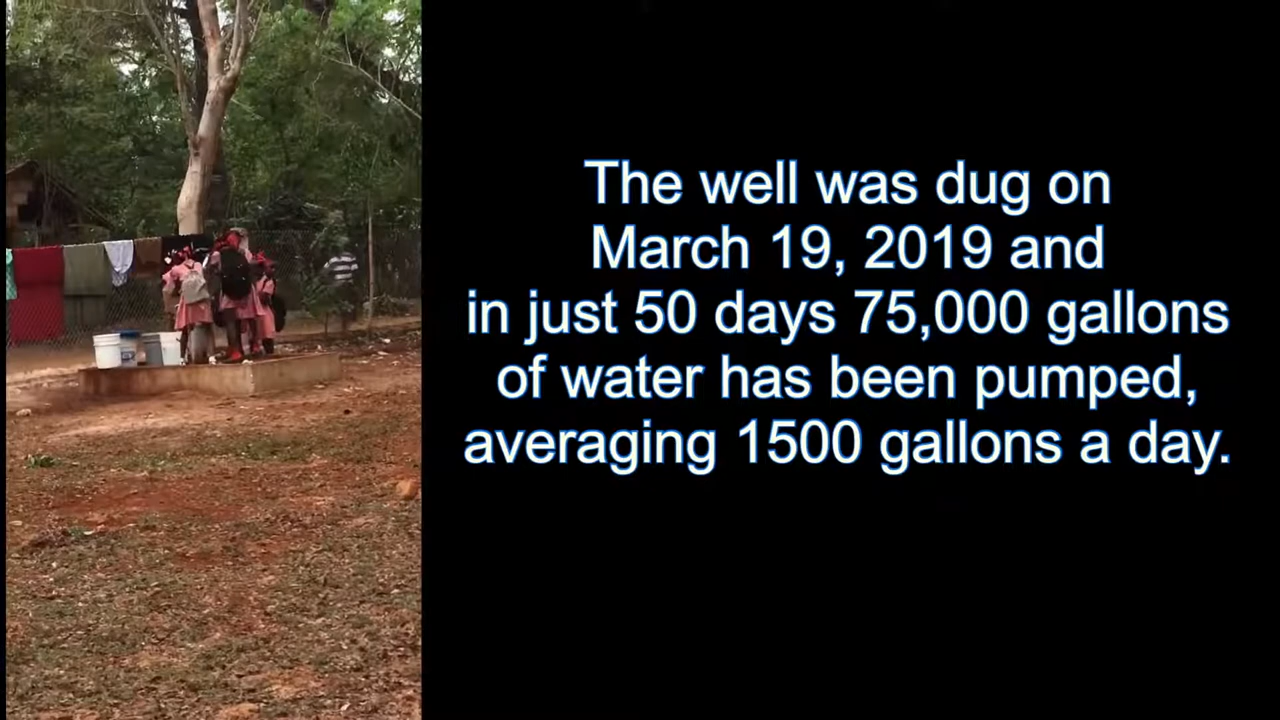 The well was dug on
March 19, 2019 and
in just 50 days 75,000 gallons
of water has been pumped,
averaging 1500 gallons a day.